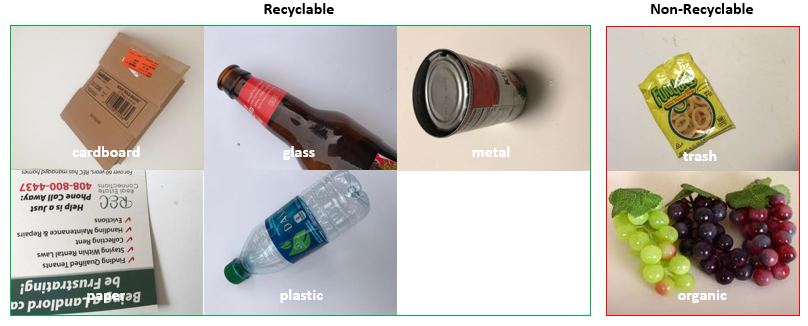 Recyclable
Non-Recyclable
cardboard
glass
metal
FUNYUNS
trash
For over 60 years, REC has managed homes
REC
Real Estate
Connections
408-800-4437
Help is a Just
Phone Call Away:
Evictions
Handling Maintenance & Repairs
Collecting Rent
Staying Within Rental Laws
Finding Qualified Tenants
Being a Landlord ca
be Frustrating!
paper
DA
plastic
organic